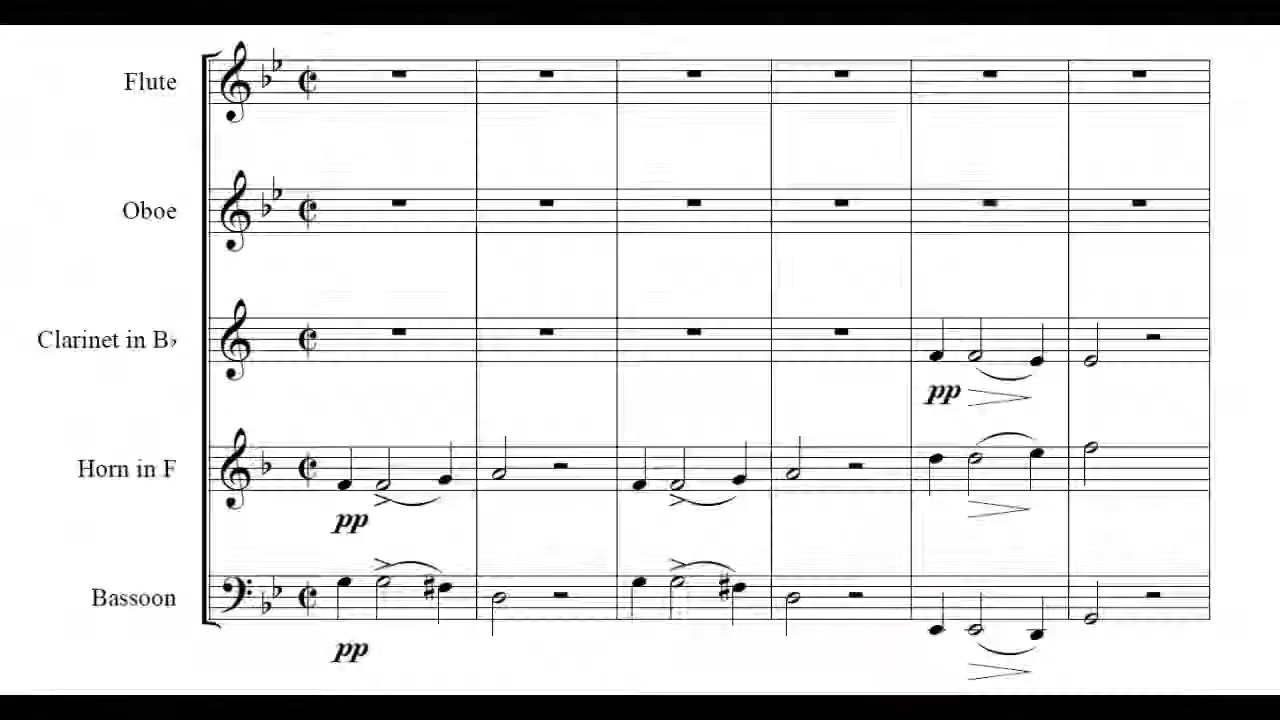 Flute
Oboe
Clarinet in B♭
pp
Horn in F
pp
Bassoon
pp